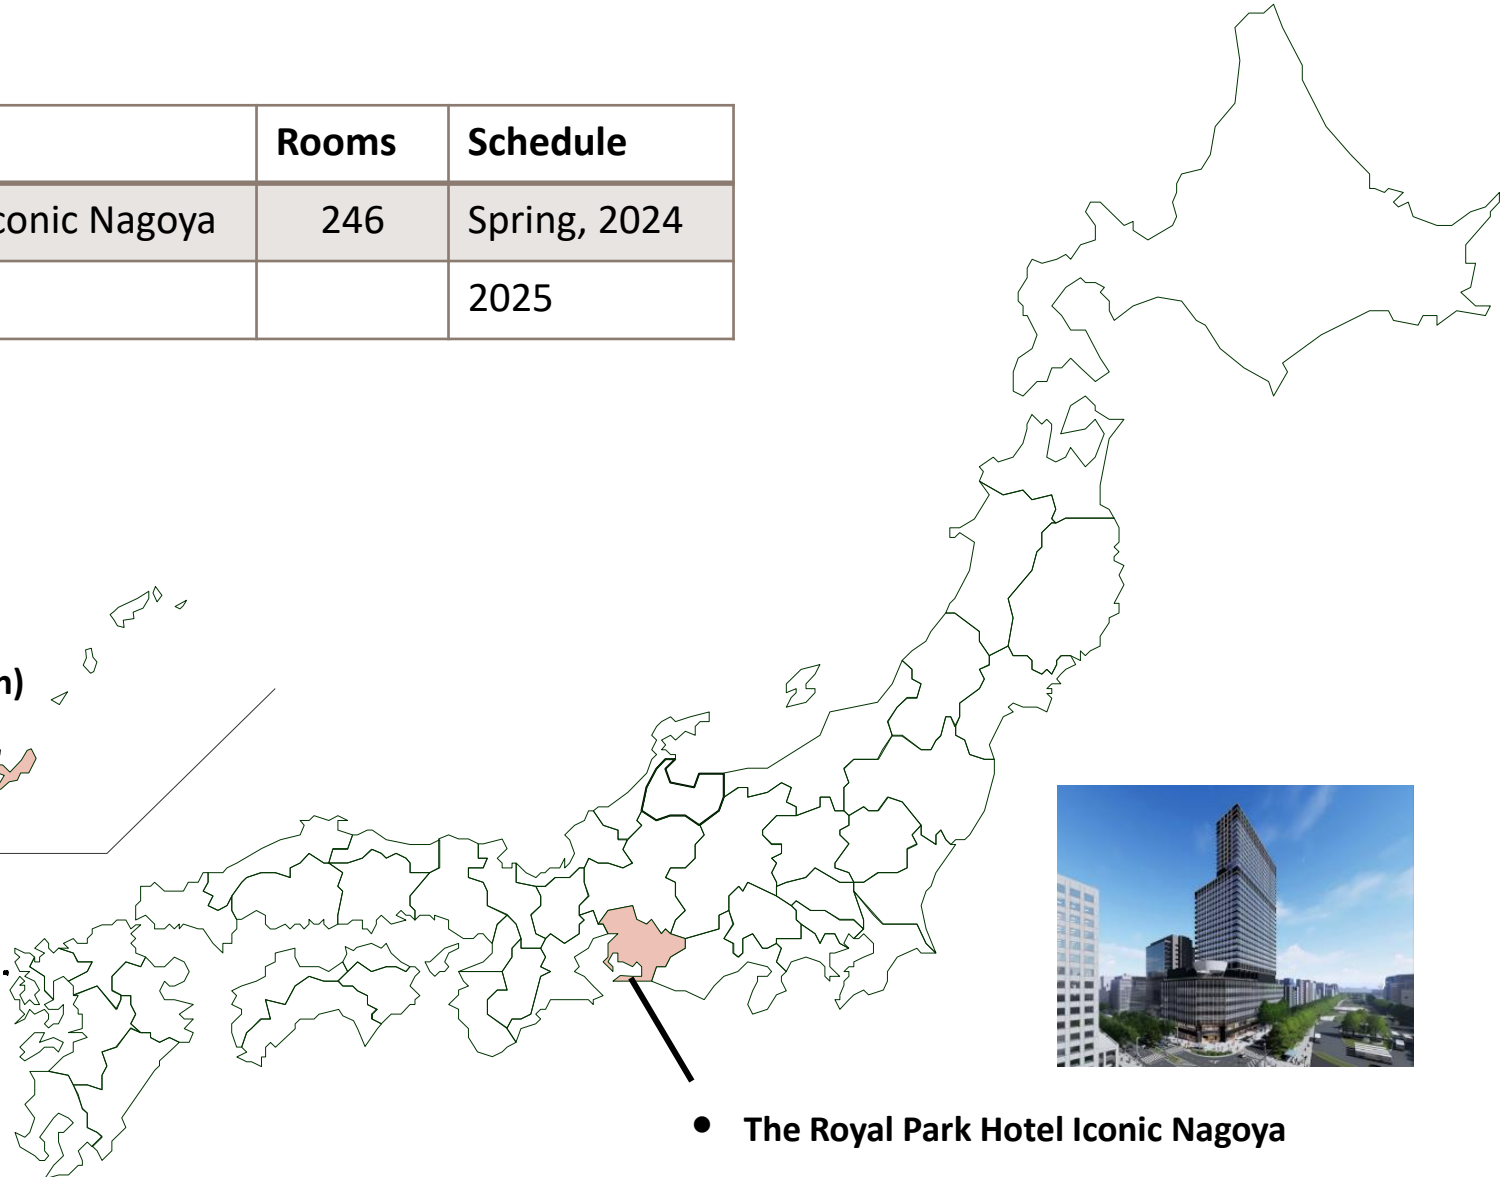 Rooms Schedule
conic Nagoya 246 Spring, 2024
2025
)
• The Royal Park Hotel Iconic Nagoya